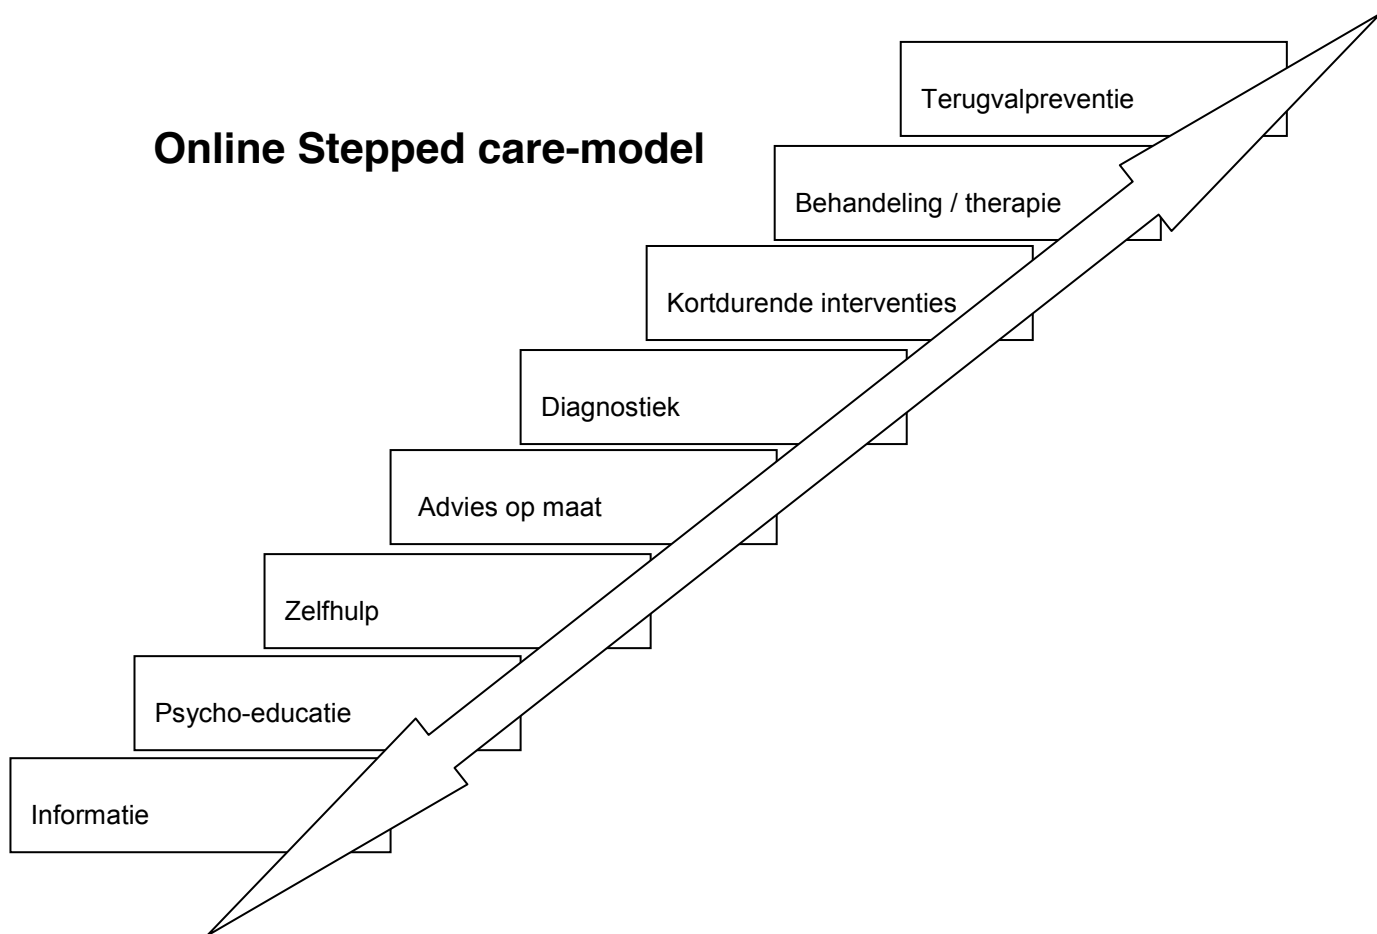 Terugvalpreventie
Online Stepped care-model
Behandeling / therapie
Kortdurende interventies
Diagnostiek
Advies op maat
Zelfhulp
Psycho-educatie
Informatie